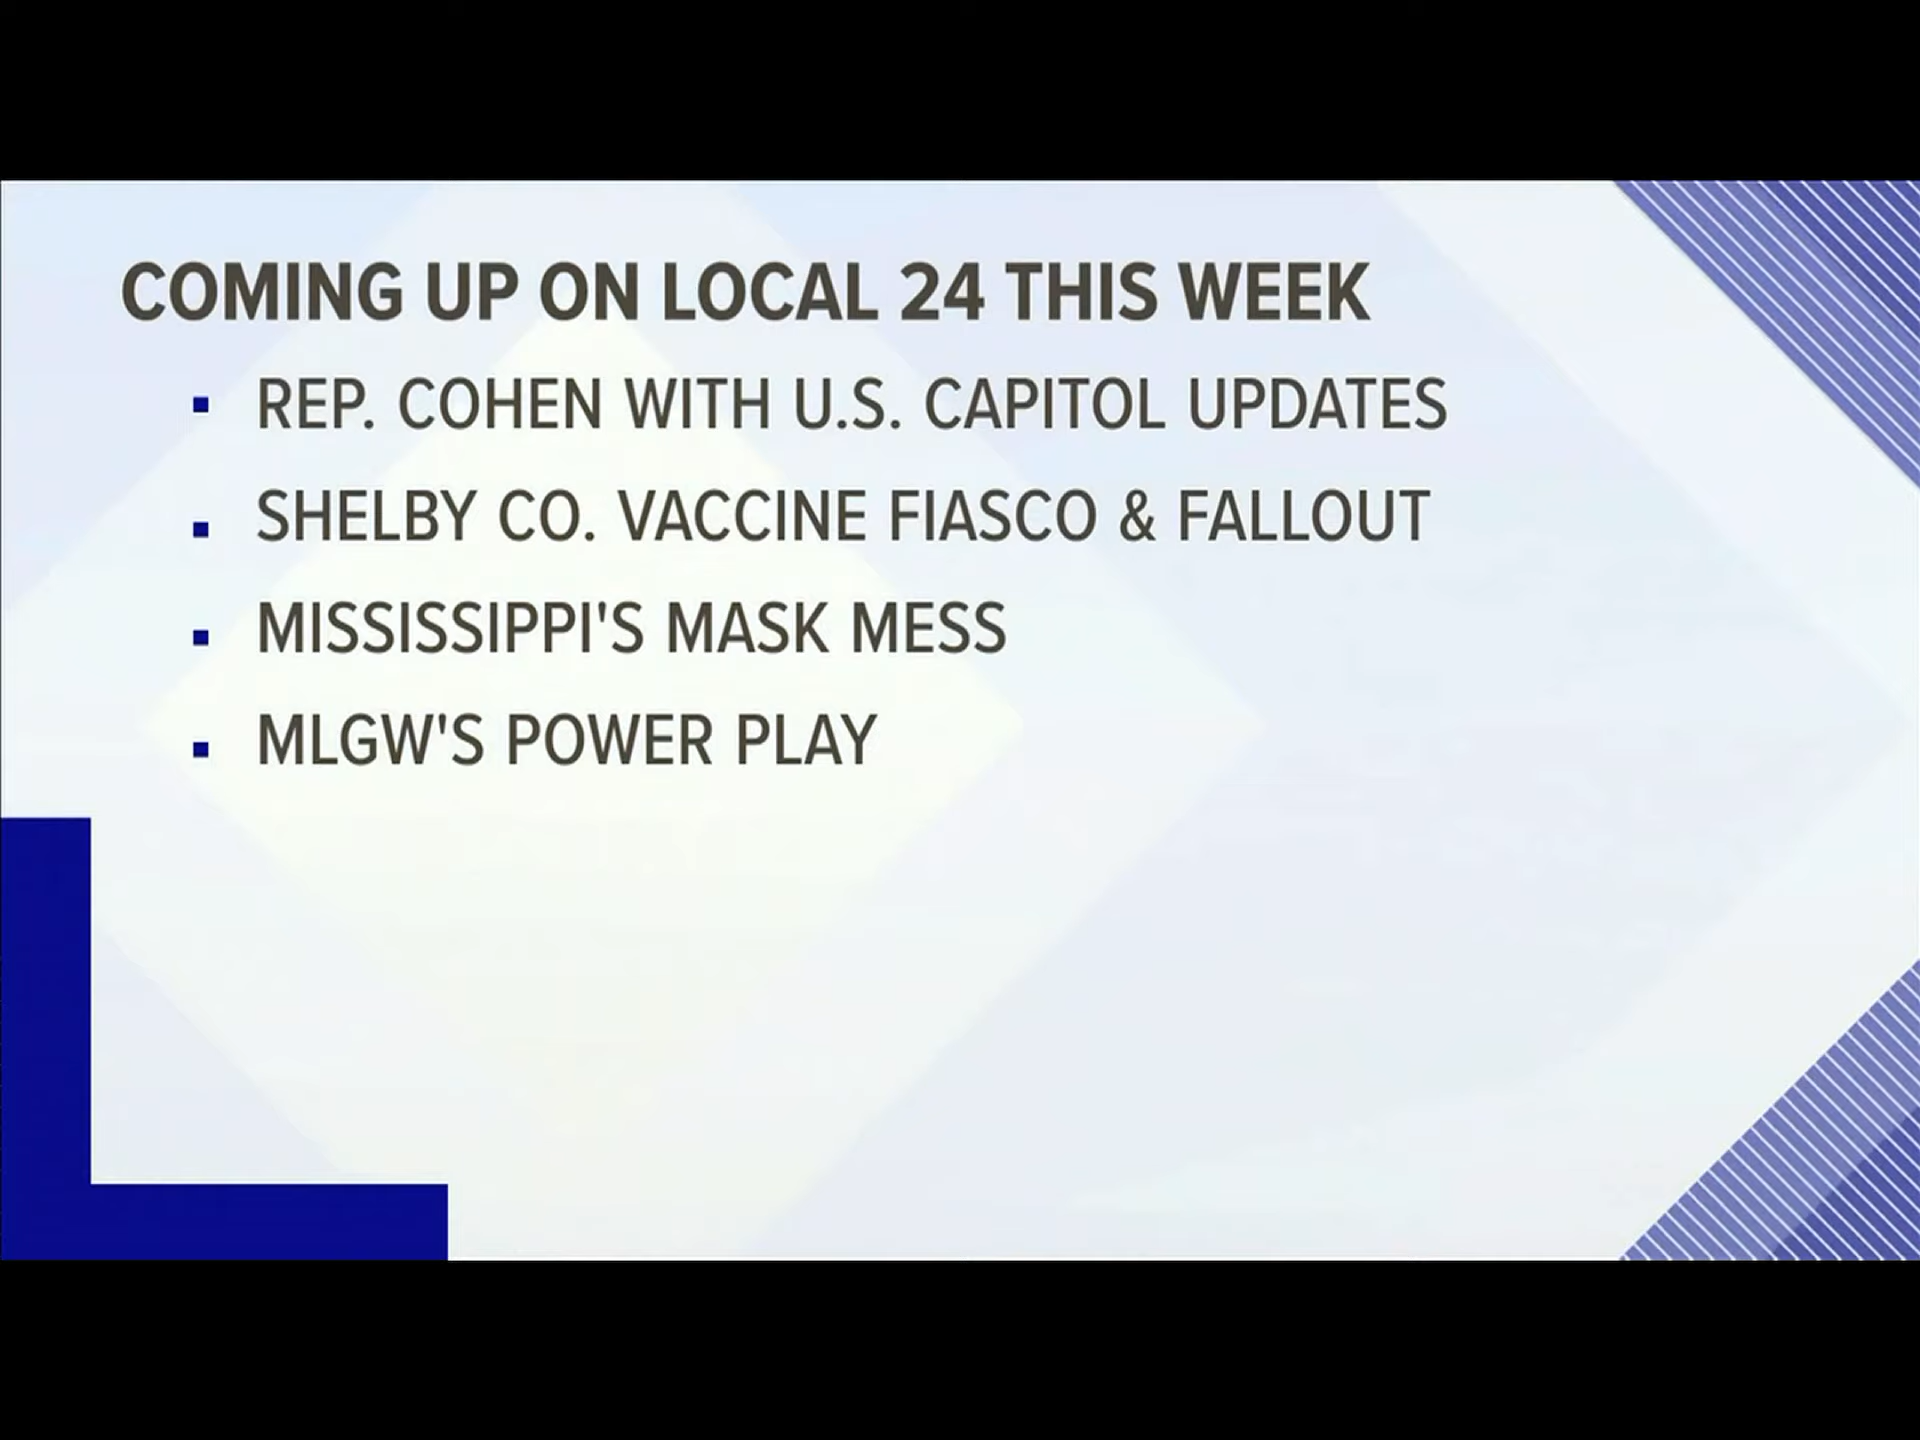 COMING UP ON LOCAL 24 THIS WEEK
REP. COHEN WITH U.S. CAPITOL UPDATES
SHELBY CO. VACCINE FIASCO & FALLOUT
MISSISSIPPI'S MASK MESS
MLGW'S POWER PLAY